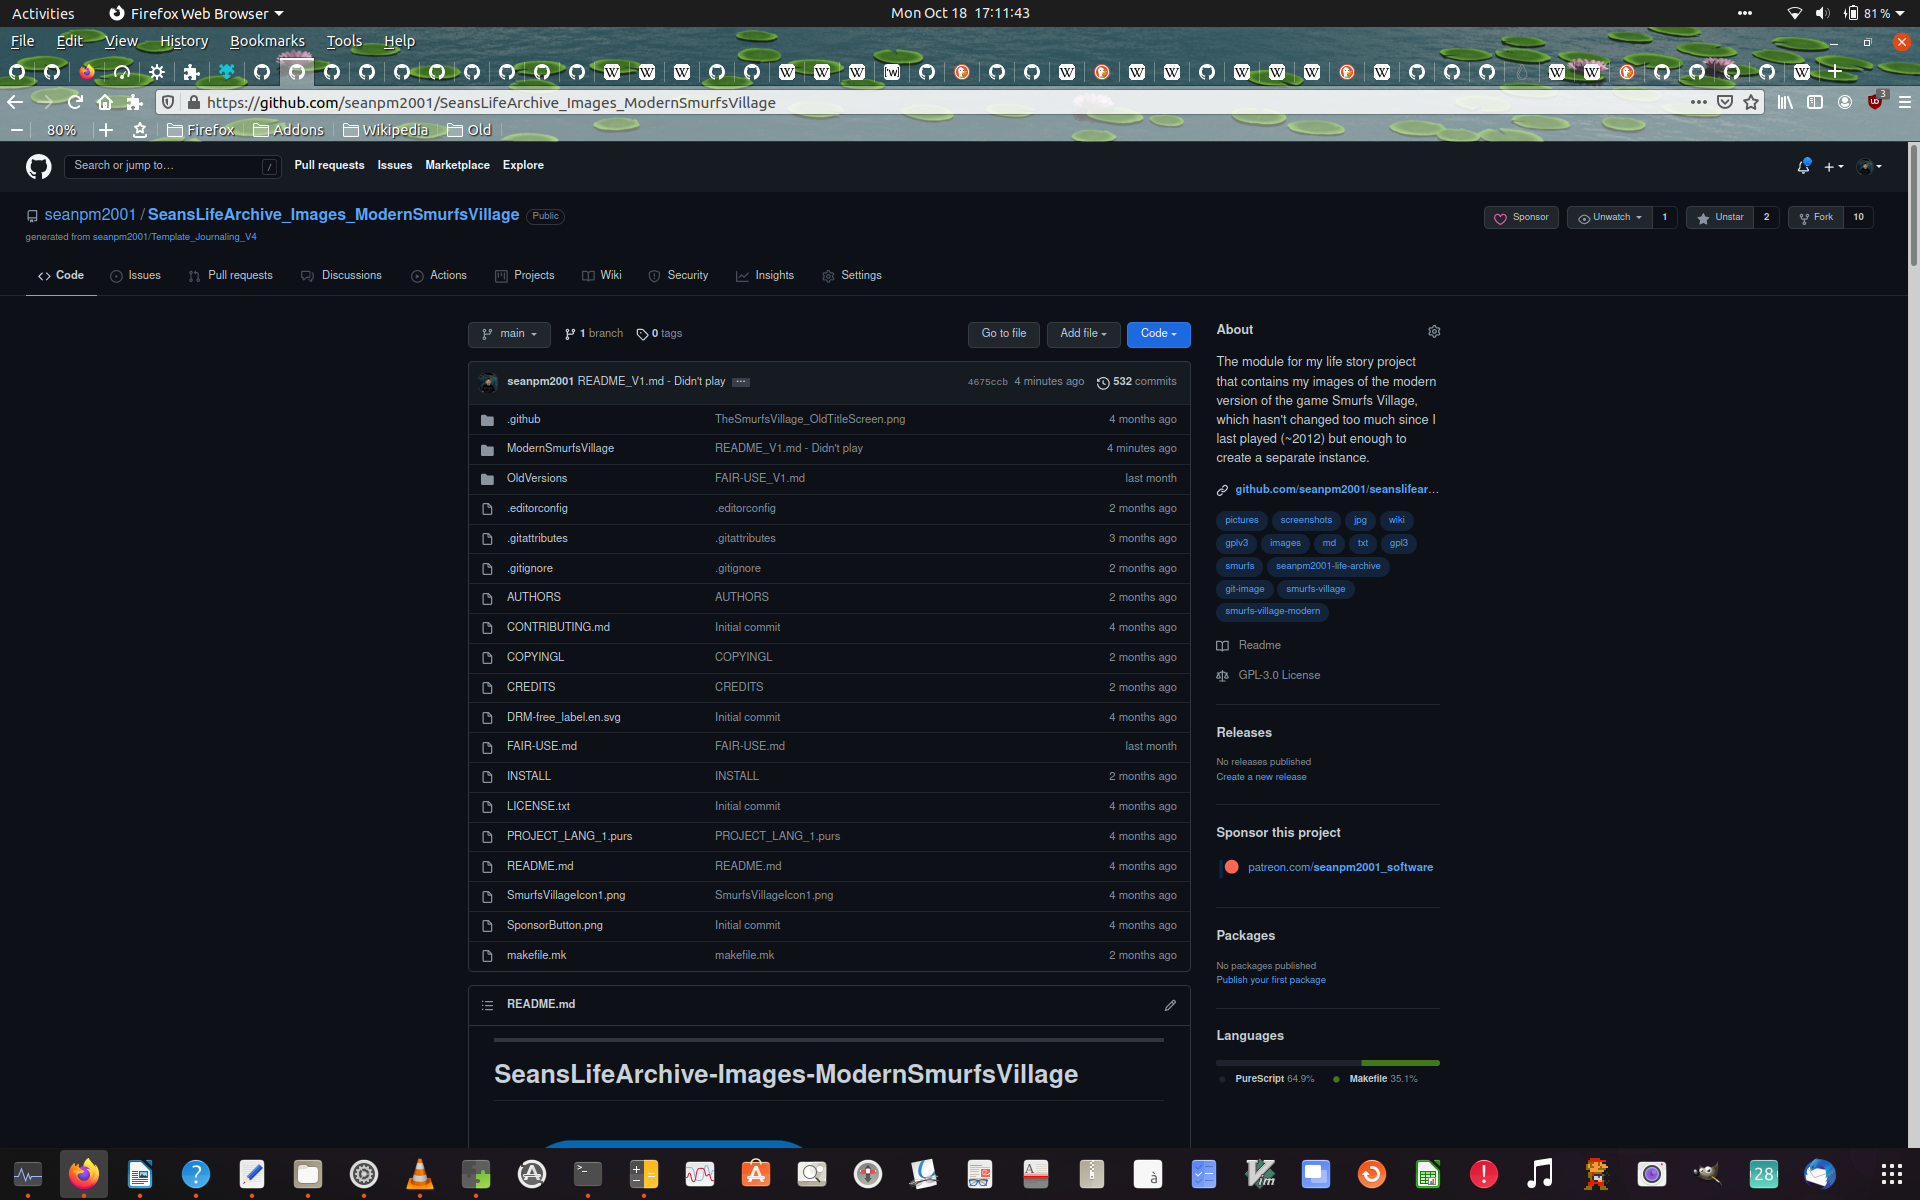 Activities Firefox Web Browser Mon Oct 18 17:11:43 81%
File Edit View History Bookmarks Tools Help
https://github.com/seanpm2001/SeansLifeArchive_Images_ModernSmurfsVillage 3
80% Firefox Addons Wikipedia Old
Search or jump to... / Pull requests Issues Marketplace Explore
seanpm2001 / SeansLifeArchive_Images_ModernSmurfsVillage Public Sponsor Unwatch 1 Unstar 2 Fork 10
generated from seanpm2001/Template_Journaling_V4
Code Issues Pull requests Discussions Actions Projects Wiki Security Insights Settings
main 1 branch 0 tags Go to file Add file Code
seanpm2001 README_V1.md - Didn't play ... 4675ccb 4 minutes ago 532 commits
.github TheSmurfsVillage_OldTitleScreen.png 4 months ago
ModernSmurfsVillage README_V1.md - Didn't play 4 minutes ago
OldVersions FAIR-USE_V1.md last month
.editorconfig .editorconfig 2 months ago
.gitattributes .gitattributes 3 months ago
.gitignore .gitignore 2 months ago
AUTHORS AUTHORS 2 months ago
CONTRIBUTING.md Initial commit 4 months ago
COPYINGL COPYINGL 2 months ago
CREDITS CREDITS 2 months ago
DRM-free_label.en.svg Initial commit 4 months ago
FAIR-USE.md FAIR-USE.md last month
INSTALL INSTALL 2 months ago
LICENSE.txt Initial commit 4 months ago
PROJECT_LANG_1.purs PROJECT_LANG_1.purs 4 months ago
README.md README.md 4 months ago
SmurfsVillageIcon1.png SmurfsVillageIcon1.png 4 months ago
SponsorButton.png Initial commit 4 months ago
makefile.mk makefile.mk 2 months ago
README.md
SeansLifeArchive-Images-ModernSmurfsVillage
About
The module for my life story project
that contains my images of the modern
version of the game Smurfs Village,
which hasn't changed too much since I
last played (~2012) but enough to
create a separate instance.
github.com/seanpm2001/seanslifear...
pictures screenshots jpg wiki
gplv3 images md txt gpl3
smurfs seanpm2001-life-archive
git-image smurfs-village
smurfs-village-modern
Readme
GPL-3.0 License
Releases
No releases published
Create a new release
Sponsor this project
patreon.com/seanpm2001_software
Packages
No packages published
Publish your first package
Languages
PureScript 64.9% Makefile 35.1%
28